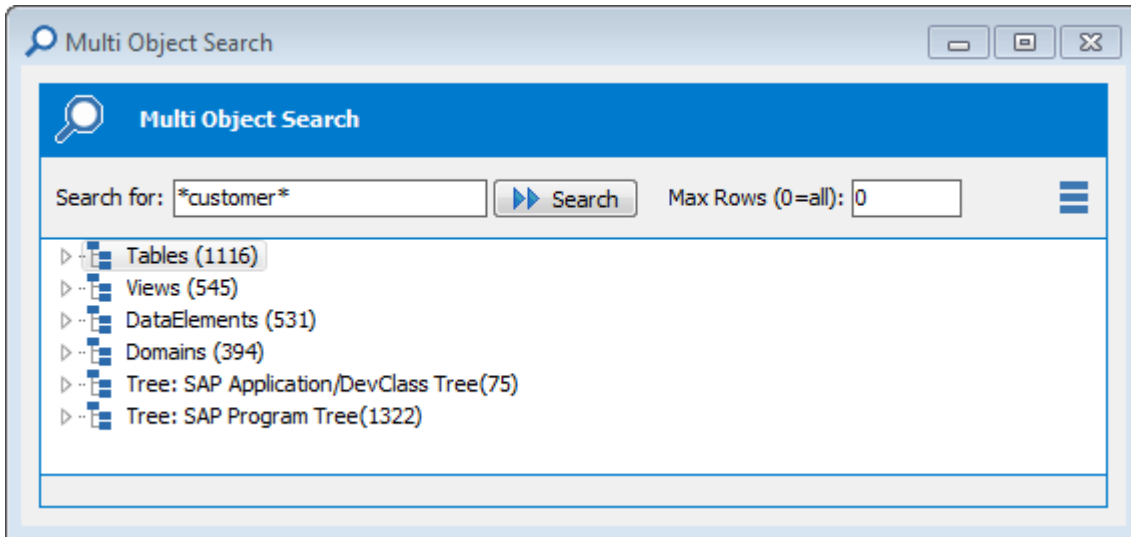 Multi Object Search
Multi Object Search
Search for: *customer* Search Max Rows (0=all): 0
Tables (1116)
Views (545)
DataElements (531)
Domains (394)
Tree: SAP Application/DevClass Tree(75)
Tree: SAP Program Tree(1322)